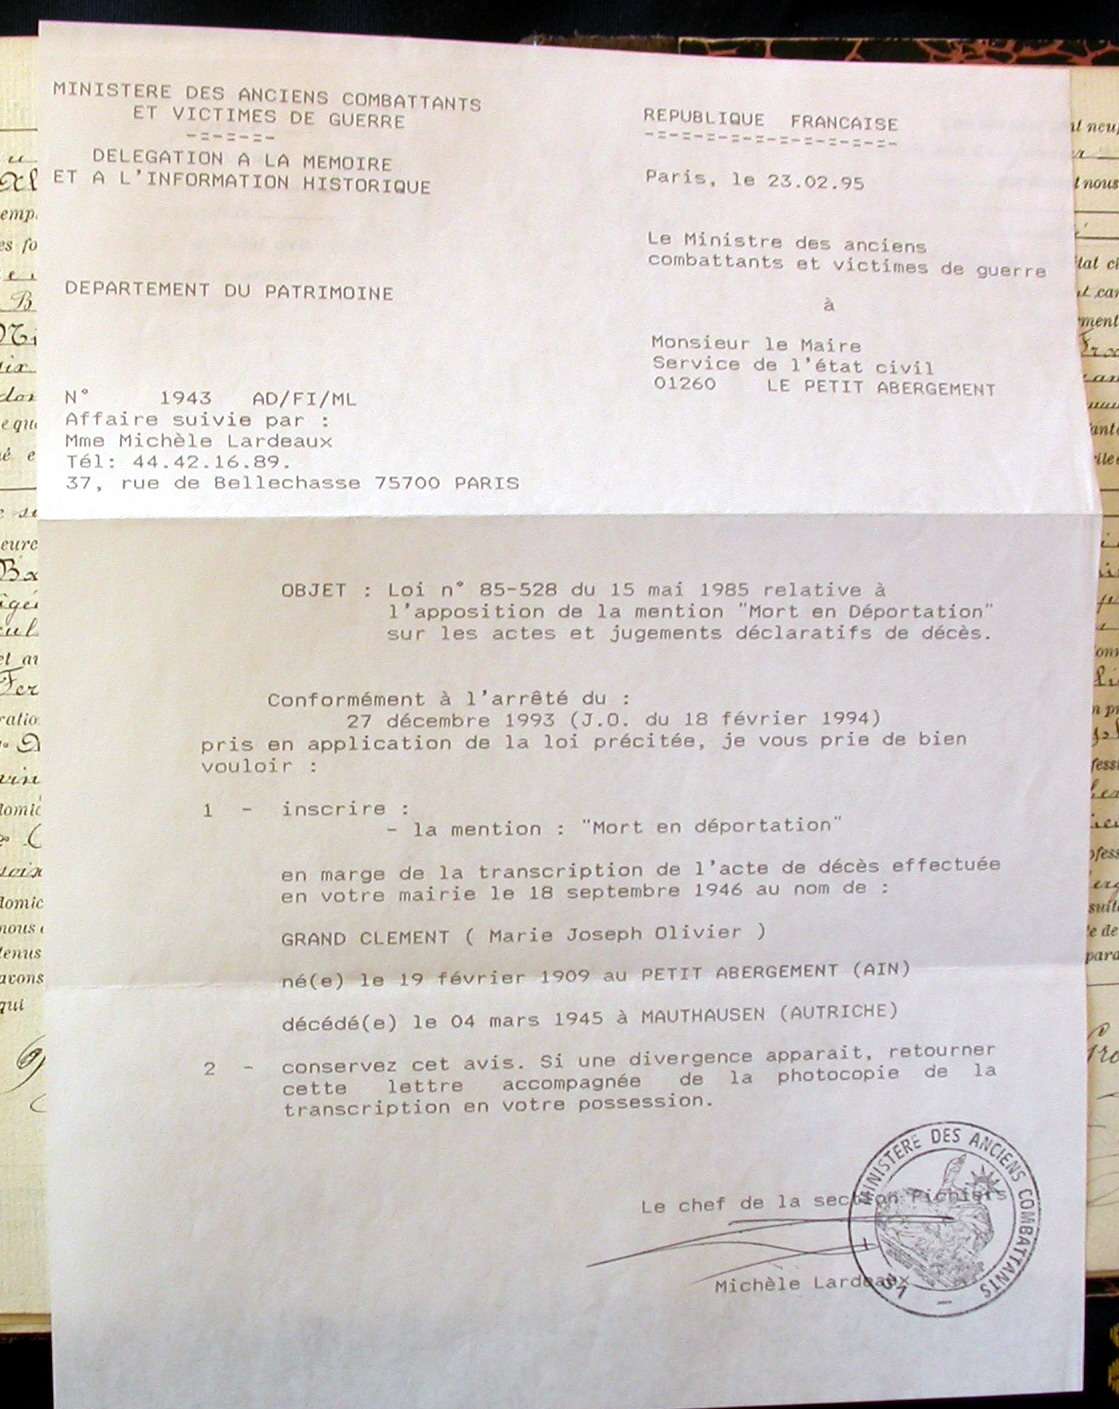 MINISTERE DES ANCIENS COMBATTANTS
ET VICTIMES DE GUERRE
-=-=-=-
DELEGATION A LA MEMOIRE
ET A L'INFORMATION HISTORIQUE
DEPARTEMENT DU PATRIMOINE
N° 1943 AD/FI/ML
Affaire suivie par :
Mme Michèle Lardeaux
Tél: 44.42.16.89.
37, rue de Bellechasse 75700 PARIS
REPUBLIQUE FRANCAISE
-=-=-=-=-=-=-=-=-=-=-
Paris, le 23.02.95
Le Ministre des anciens
combattants et victimes de guerre
à
Monsieur le Maire
Service de l'état civil
01260 LE PETIT ABERGEMENT
OBJET : Loi n° 85-528 du 15 mai 1985 relative à
l'apposition de la mention "Mort en Déportation"
sur les actes et jugements déclaratifs de décès.
Conformément à l'arrêté du :
27 décembre 1993 (J.O. du 18 février 1994)
pris en application de la loi précitée, je vous prie de bien
vouloir :
1 - inscrire :
- la mention : "Mort en déportation"
en marge de la transcription de l'acte de décès effectuée
en votre mairie le 18 septembre 1946 au nom de :
GRAND CLEMENT ( Marie Joseph Olivier )
né(e) le 19 février 1909 au PETIT ABERGEMENT (AIN)
décédé(e) le 04 mars 1945 à MAUTHAUSEN (AUTRICHE)
2 - conservez cet avis. Si une divergence apparait, retourner
cette lettre accompagnée de la photocopie de la
transcription en votre possession.
Le chef de la section Fichiers
Michèle Lardeaux
MINISTERE DES ANCIENS COMBATTANTS